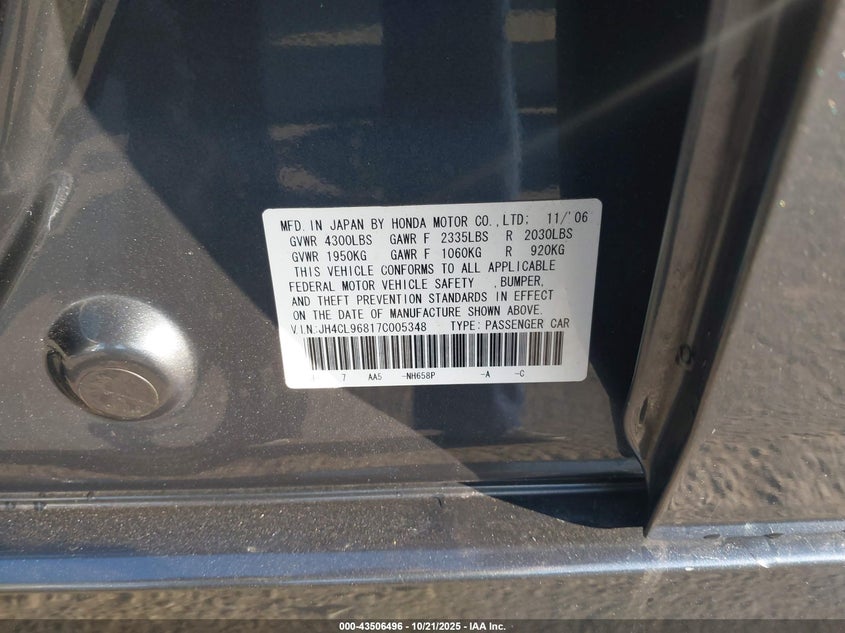 MFD. IN JAPAN BY HONDA MOTOR CO., LTD: 11/'06
GVWR 4300LBS GAWR F 2335LBS R 2030LBS
GVWR 1950KG GAWR F 1060KG R 920KG
THIS VEHICLE CONFORMS TO ALL APPLICABLE
FEDERAL MOTOR VEHICLE SAFETY , BUMPER,
AND THEFT PREVENTION STANDARDS IN EFFECT
ON THE DATE OF MANUFACTURE SHOWN ABOVE.
V.I.N:JH4CL96817C005348 TYPE: PASSENGER CAR
7 AA5 -NH658P -A -C
000-43506496 - 10/21/2025 - IAA Inc.